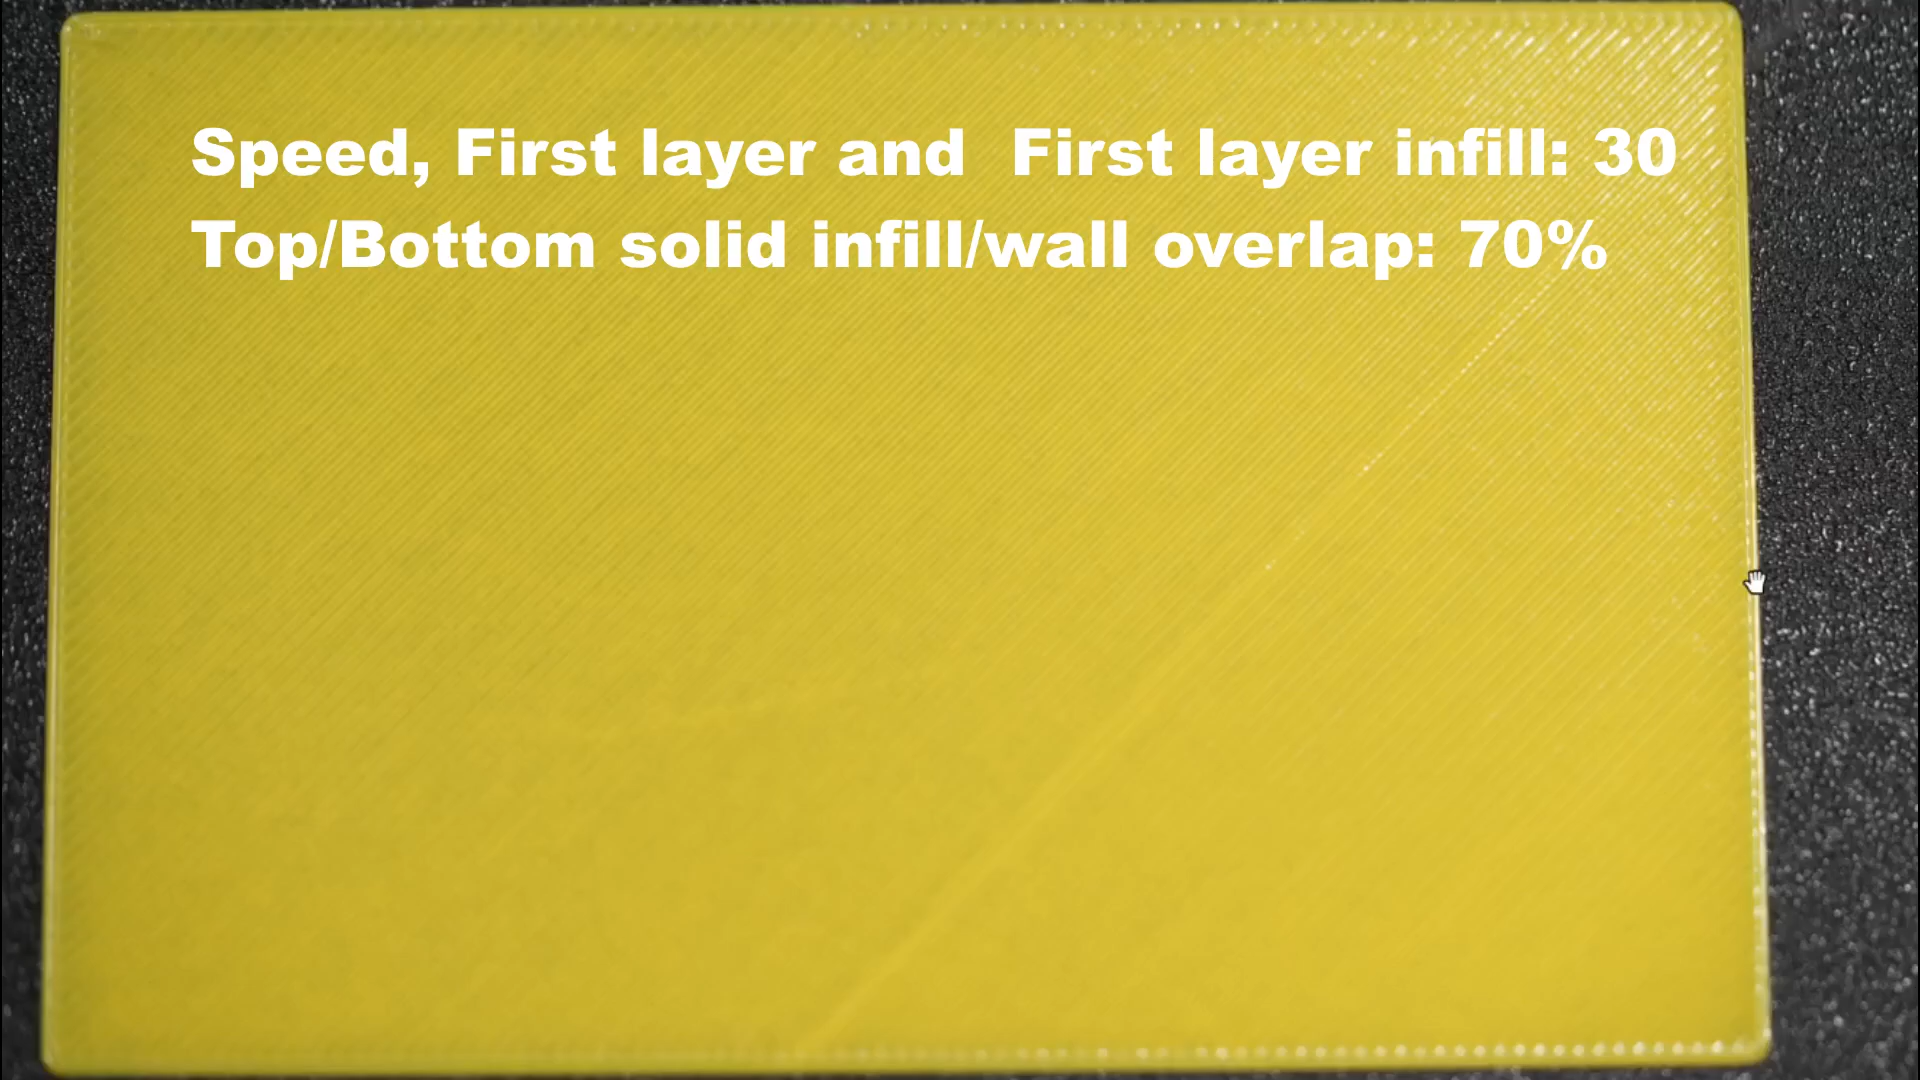 Speed, First layer and  First layer infill: 30
Top/Bottom solid infill/wall overlap: 70%